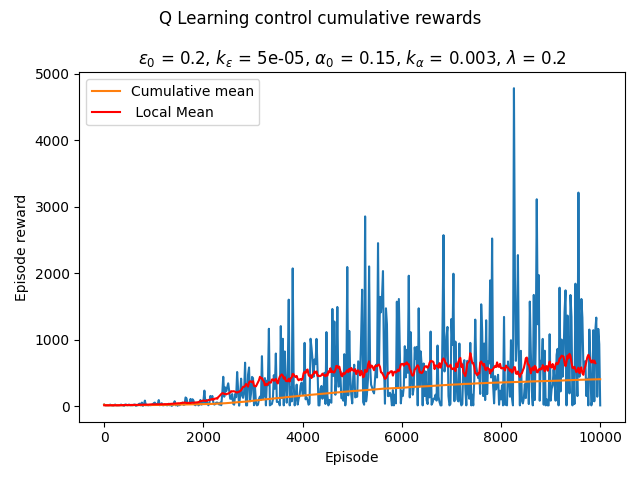 Q Learning control cumulative rewards
ε₀ = 0.2, kε = 5e-05, α₀ = 0.15, kα = 0.003, λ = 0.2
Cumulative mean
Local Mean
Episode reward
5000
4000
3000
2000
1000
0
0 2000 4000 6000 8000 10000
Episode